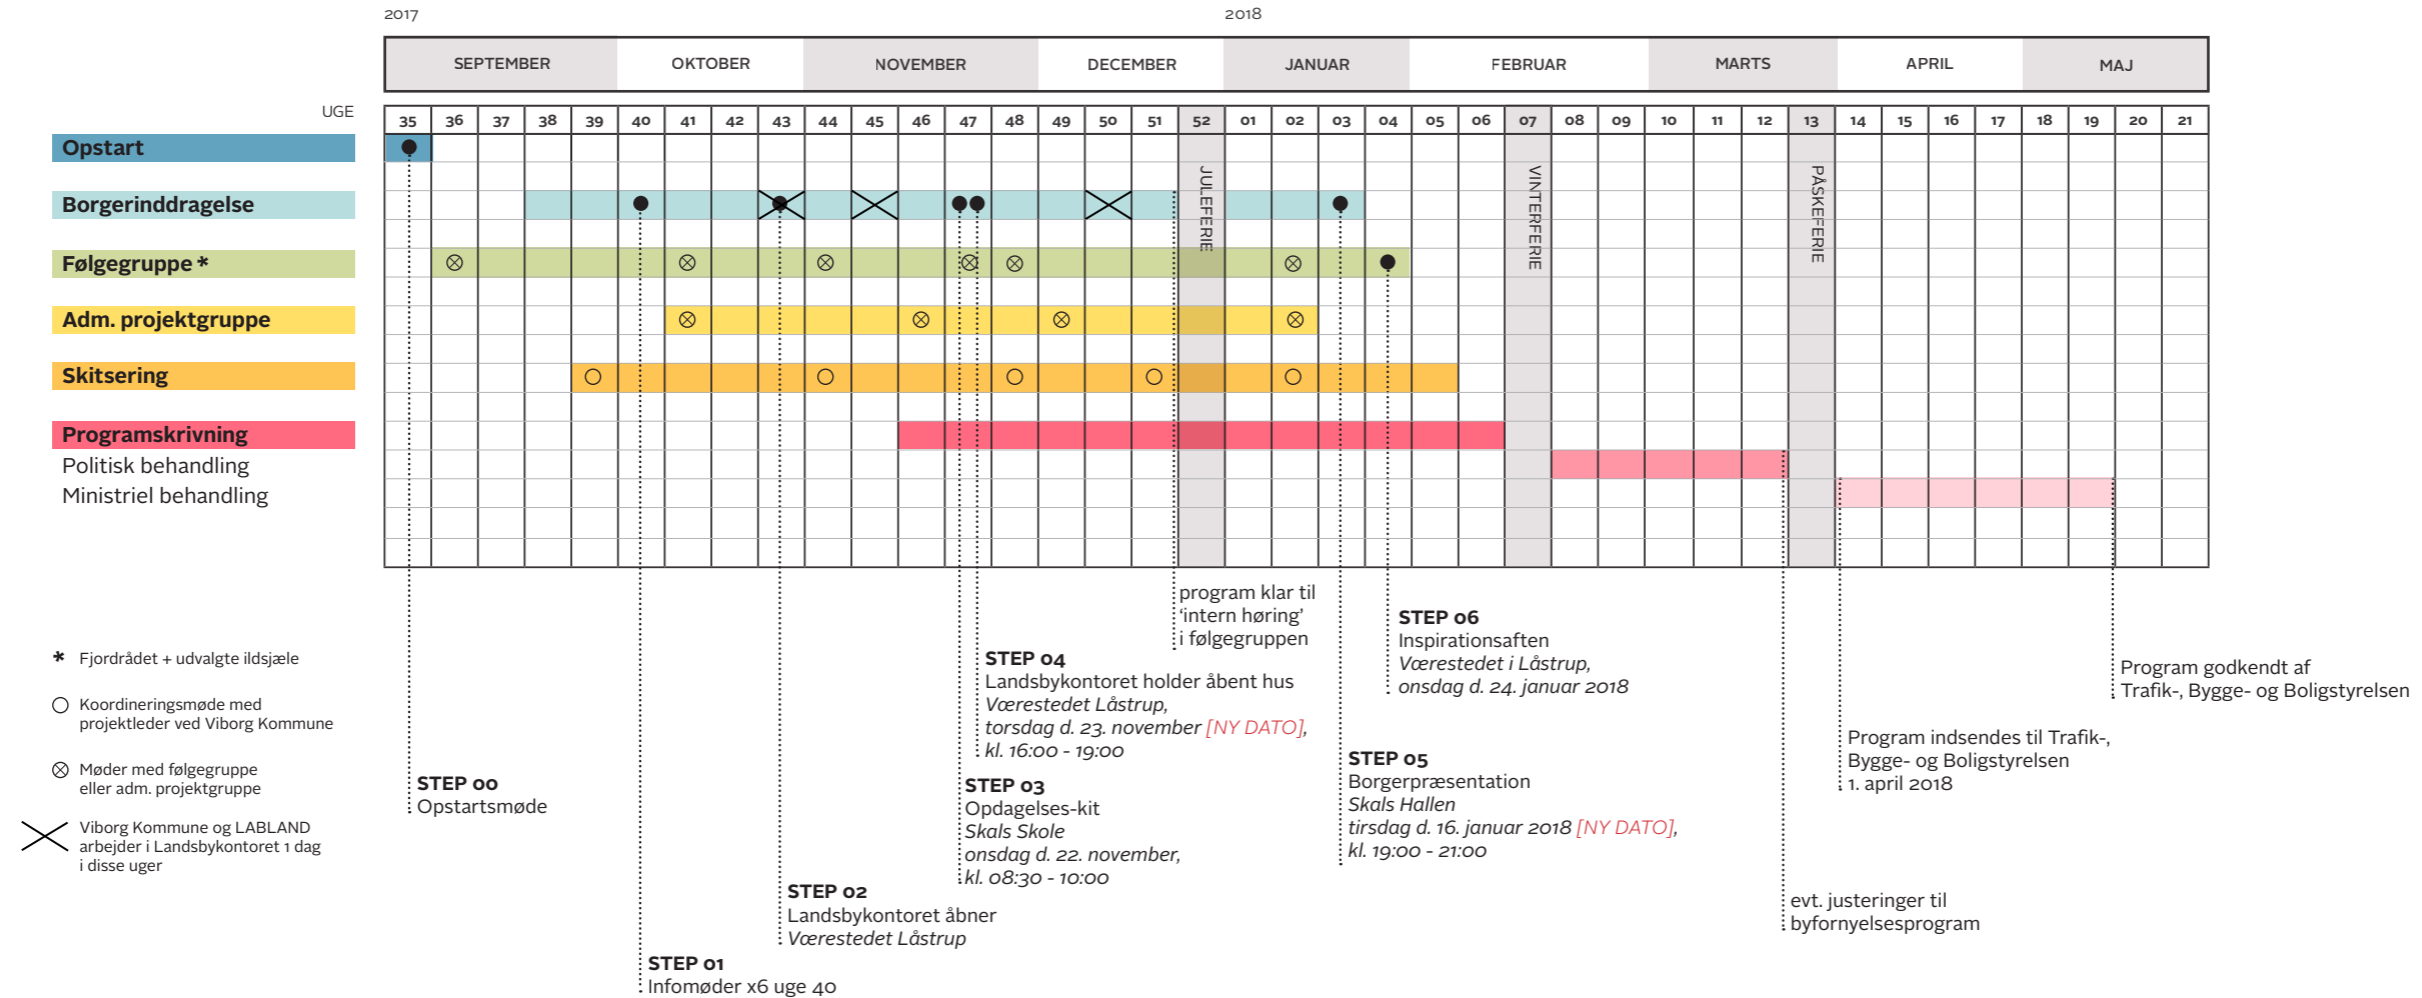 2017 2018
SEPTEMBER OKTOBER NOVEMBER DECEMBER JANUAR FEBRUAR MARTS APRIL MAJ
UGE 35 36 37 38 39 40 41 42 43 44 45 46 47 48 49 50 51 52 01 02 03 04 05 06 07 08 09 10 11 12 13 14 15 16 17 18 19 20 21
Opstart
Borgerinddragelse
Følgegruppe *
Adm. projektgruppe
Skitsering
Programskrivning
Politisk behandling
Ministriel behandling
JULEFERIE
VINTERFERIE
PÅSKEFERIE
* Fjordrådet + udvalgte ildsjæle
Koordineringsmøde med
projektleder ved Viborg Kommune
Møder med følgegruppe
eller adm. projektgruppe
Viborg Kommune og LABLAND
arbejder i Landsbykontoret 1 dag
i disse uger
STEP 00
Opstartsmøde
STEP 01
Infomøder x6 uge 40
STEP 02
Landsbykontoret åbner
Værestedet Låstrup
STEP 03
Opdagelses-kit
Skals Skole
onsdag d. 22. november,
kl. 08:30 - 10:00
STEP 04
Landsbykontoret holder åbent hus
Værestedet Låstrup,
torsdag d. 23. november [NY DATO],
kl. 16:00 - 19:00
program klar til
‘intern høring’
i følgegruppen
STEP 05
Borgerpræsentation
Skals Hallen
tirsdag d. 16. januar 2018 [NY DATO],
kl. 19:00 - 21:00
STEP 06
Inspirationsaften
Værestedet i Låstrup,
onsdag d. 24. januar 2018
evt. justeringer til
byfornyelsesprogram
Program indsendes til Trafik-,
Bygge- og Boligstyrelsen
1. april 2018
Program godkendt af
Trafik-, Bygge- og Boligstyrelsen